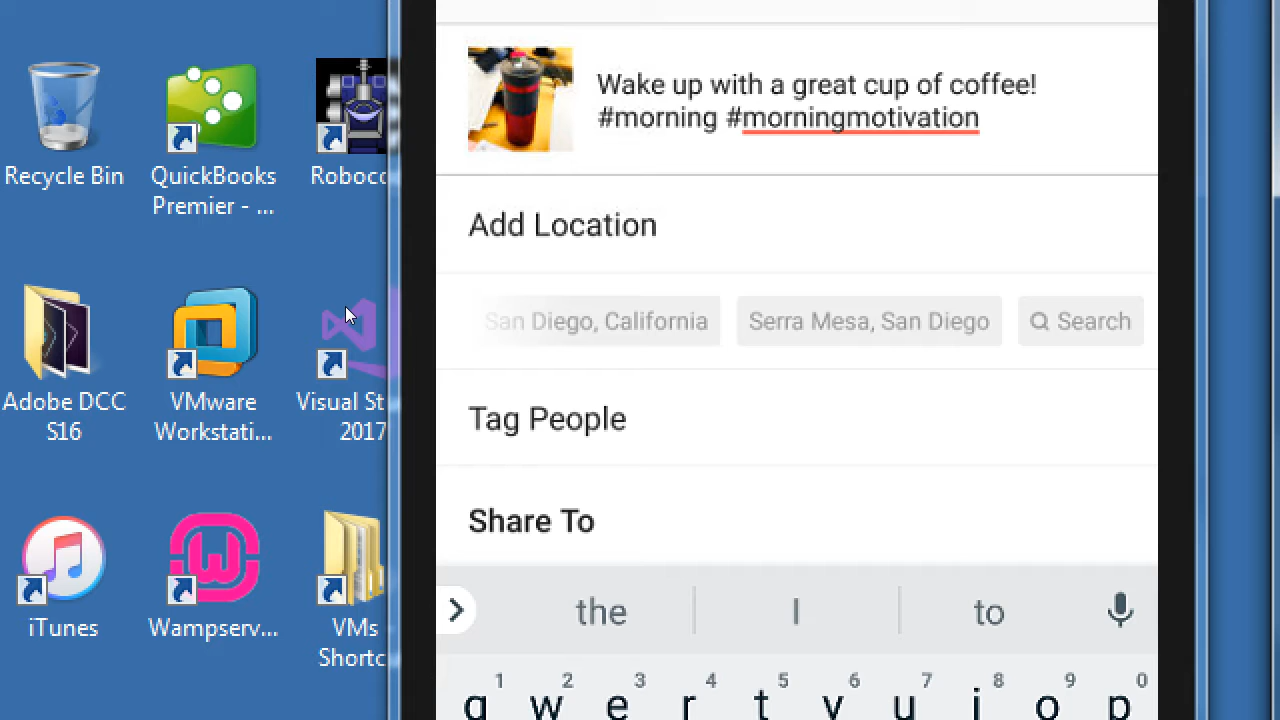 Recycle Bin
QuickBooks
Premier - ...
Roboco
Adobe DCC
S16
VMware
Workstati...
Visual St
2017
iTunes
Wampserv...
VMs
Shortc
Wake up with a great cup of coffee!
#morning #morningmotivation
Add Location
San Diego, California
Serra Mesa, San Diego
Search
Tag People
Share To
the
I
to
1 2 3 4 5 6 7 8 9 0
q w e r t y u i o p